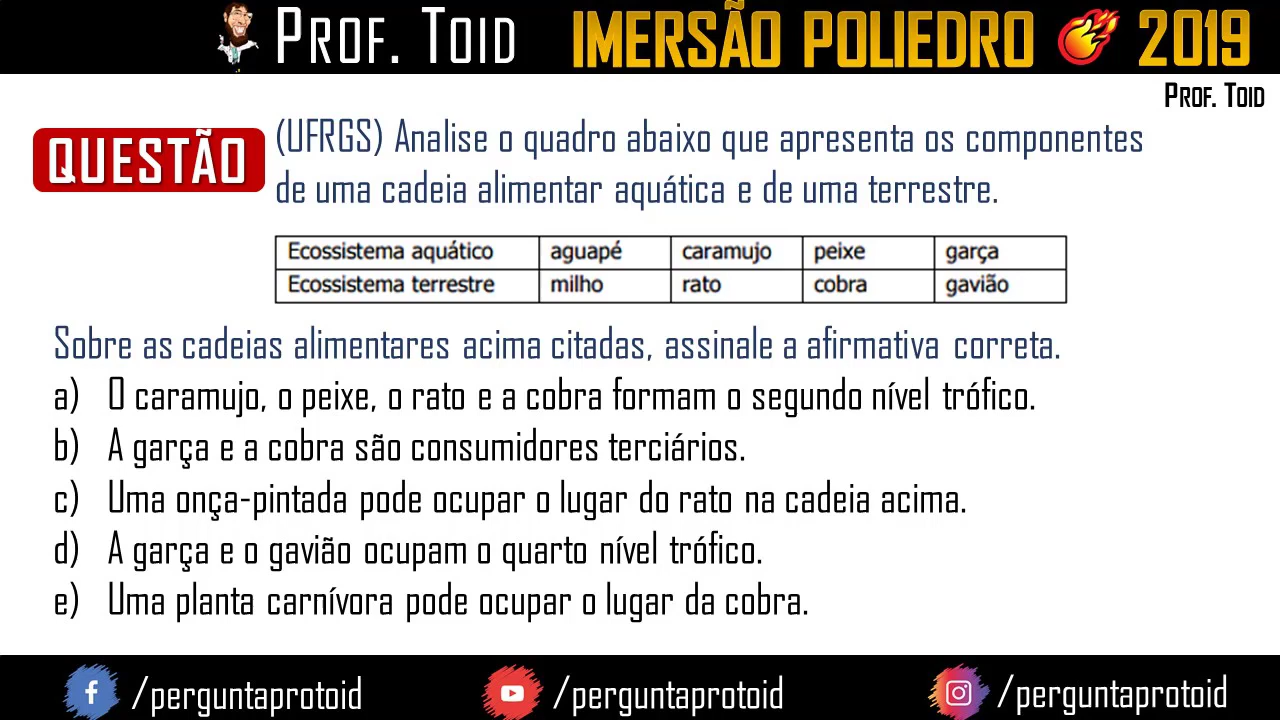 PROF. TOID IMERSÃO POLIEDRO 2019
PROF. TOID
QUESTÃO
(UFRGS) Analise o quadro abaixo que apresenta os componentes
de uma cadeia alimentar aquática e de uma terrestre.
Ecossistema aquático aguapé caramujo peixe garça
Ecossistema terrestre milho rato cobra gavião
Sobre as cadeias alimentares acima citadas, assinale a afirmativa correta.
a) O caramujo, o peixe, o rato e a cobra formam o segundo nível trófico.
b) A garça e a cobra são consumidores terciários.
c) Uma onça-pintada pode ocupar o lugar do rato na cadeia acima.
d) A garça e o gavião ocupam o quarto nível trófico.
e) Uma planta carnívora pode ocupar o lugar da cobra.
/perguntaprotoid /perguntaprotoid /perguntaprotoid